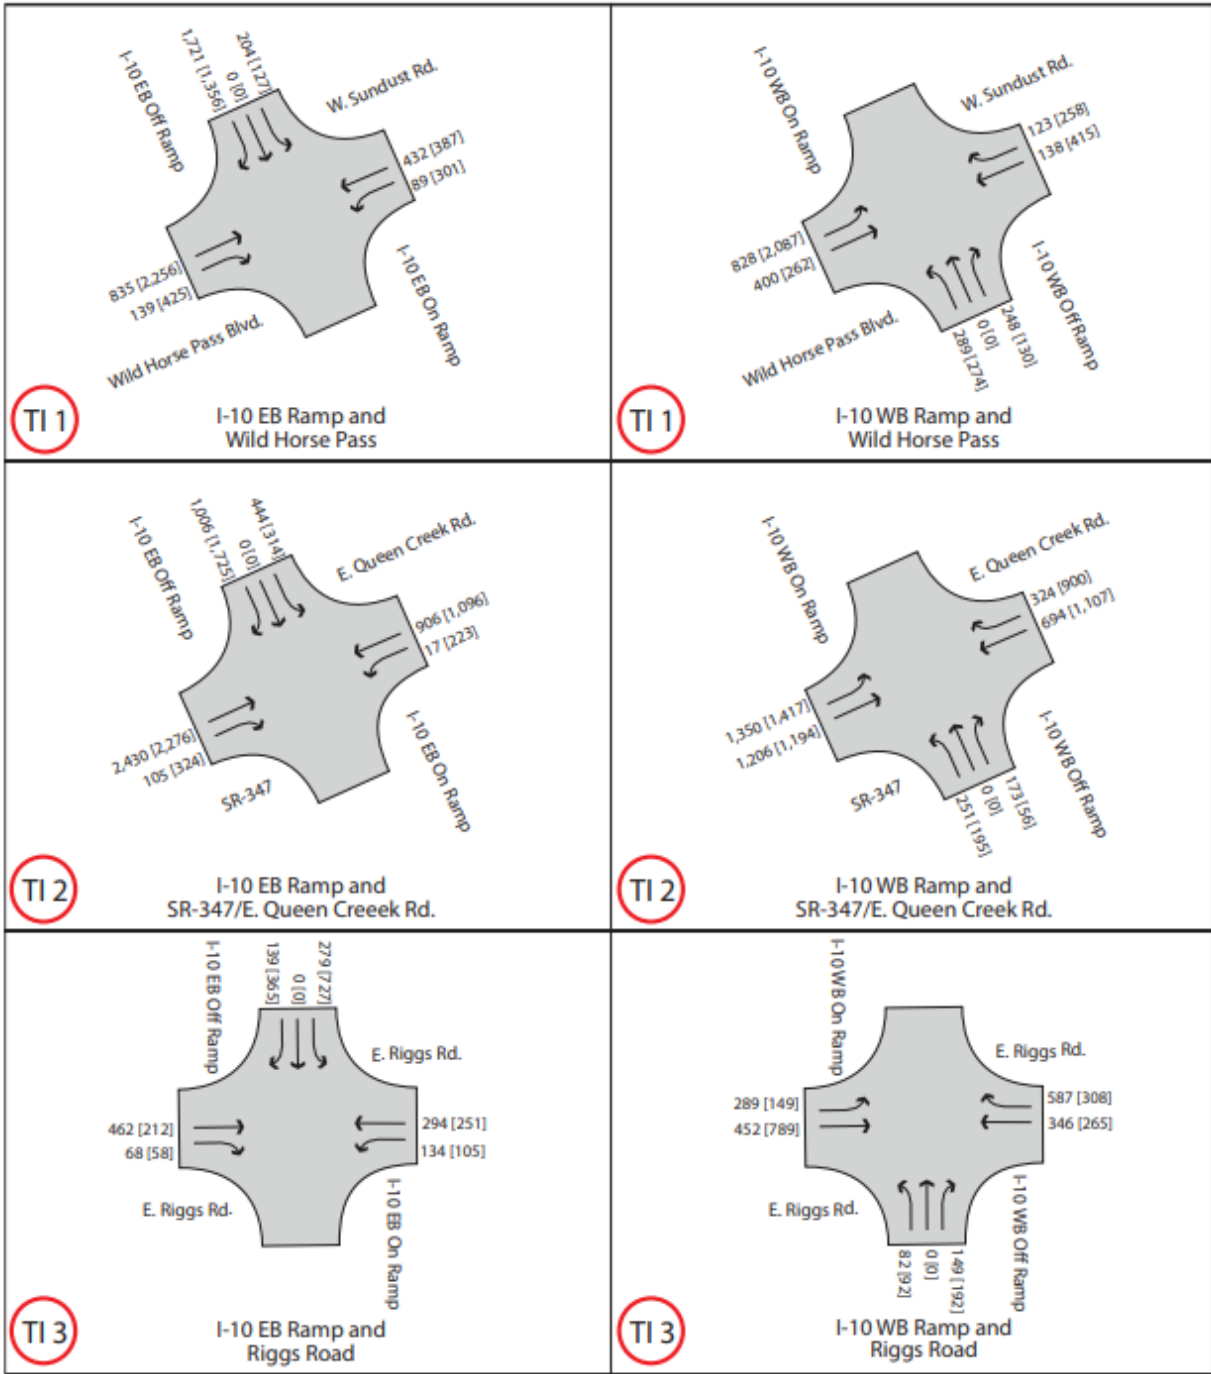 I-10 EB Off Ramp
1,721 [1,356]
0 [0]
204 [127]
W. Sundust Rd.
432 [387]
89 [301]
835 [2,256]
139 [425]
Wild Horse Pass Blvd.
I-10 EB On Ramp
TI 1
I-10 EB Ramp and
Wild Horse Pass
I-10 WB On Ramp
W. Sundust Rd.
123 [258]
138 [415]
828 [2,087]
400 [262]
Wild Horse Pass Blvd.
289 [274]
0 [0]
248 [130]
I-10 WB Off Ramp
TI 1
I-10 WB Ramp and
Wild Horse Pass
I-10 EB Off Ramp
1,006 [1,725]
0 [0]
444 [314]
E. Queen Creek Rd.
906 [1,096]
17 [223]
2,430 [2,276]
105 [324]
SR-347
I-10 EB On Ramp
TI 2
I-10 EB Ramp and
SR-347/E. Queen Creeek Rd.
I-10 WB On Ramp
E. Queen Creek Rd.
324 [900]
694 [1,107]
1,350 [1,417]
1,206 [1,194]
SR-347
251 [195]
0 [0]
173 [56]
I-10 WB Off Ramp
TI 2
I-10 WB Ramp and
SR-347/E. Queen Creek Rd.
I-10 EB Off Ramp
139 [365]
0 [0]
279 [727]
E. Riggs Rd.
462 [212]
68 [58]
294 [251]
134 [105]
E. Riggs Rd.
I-10 EB On Ramp
TI 3
I-10 EB Ramp and
Riggs Road
I-10 WB On Ramp
E. Riggs Rd.
289 [149]
452 [789]
587 [308]
346 [265]
E. Riggs Rd.
82 [92]
0 [0]
149 [192]
I-10 WB Off Ramp
TI 3
I-10 WB Ramp and
Riggs Road